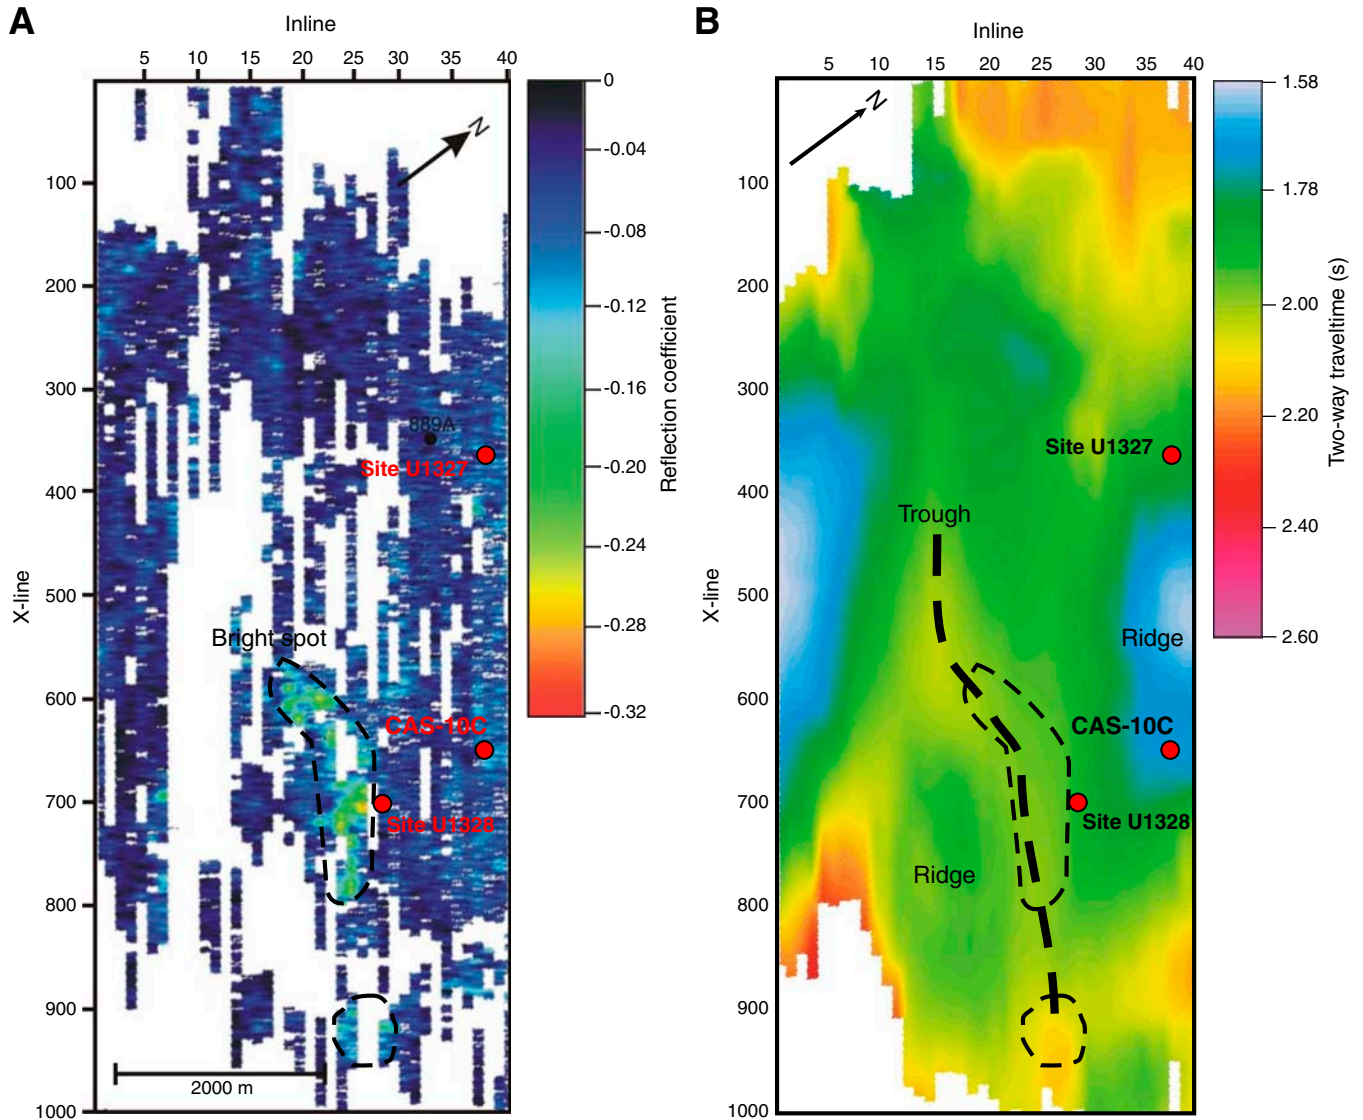 A
Inline
5 10 15 20 25 30 35 40
N
100
200
300
400
500
600
700
800
900
1000
X-line
889A
Site U1327
Bright spot
CAS-10C
Site U1328
2000 m
0
-0.04
-0.08
-0.12
-0.16
-0.20
-0.24
-0.28
-0.32
Reflection coefficient
B
Inline
5 10 15 20 25 30 35 40
N
100
200
300
400
500
600
700
800
900
1000
X-line
Site U1327
Trough
Ridge
CAS-10C
Site U1328
Ridge
1.58
1.78
2.00
2.20
2.40
2.60
Two-way traveltime (s)